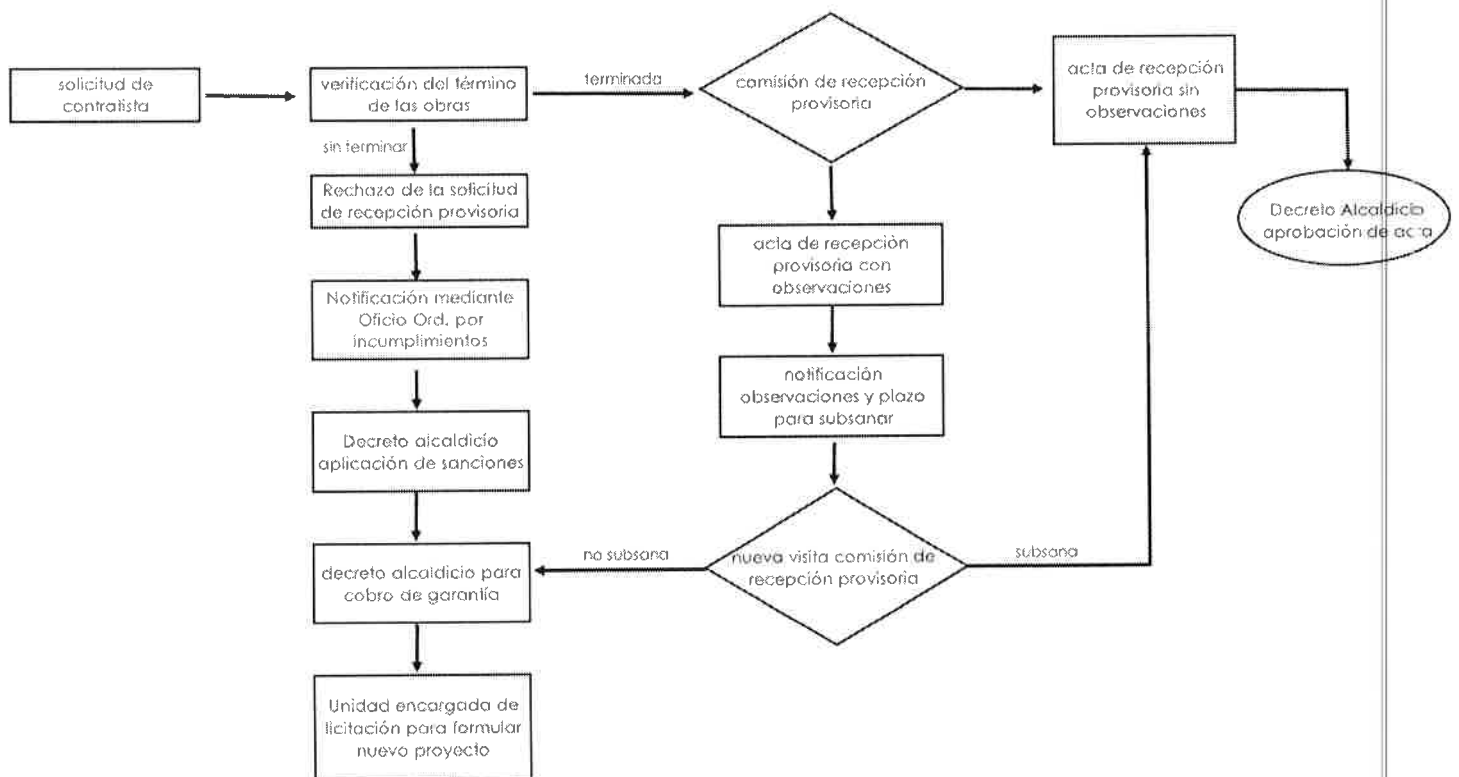 solicitud de
contratista
verificación del término
de las obras
terminada
comisión de recepción
provisoria
acta de recepción
provisoria sin
observaciones
sin terminar
Rechazo de la solicitud
de recepción provisoria
Decreto Alcaldicio
aprobación de acta
acta de recepción
provisoria con
observaciones
Notificación mediante
Oficio Ord. por
incumplimientos
notificación
observaciones y plazo
para subsanar
Decreto alcaldicio
aplicación de sanciones
no subsana
nueva visita comisión de
recepción provisoria
subsana
decreto alcaldicio para
cobro de garantía
Unidad encargada de
licitación para formular
nuevo proyecto